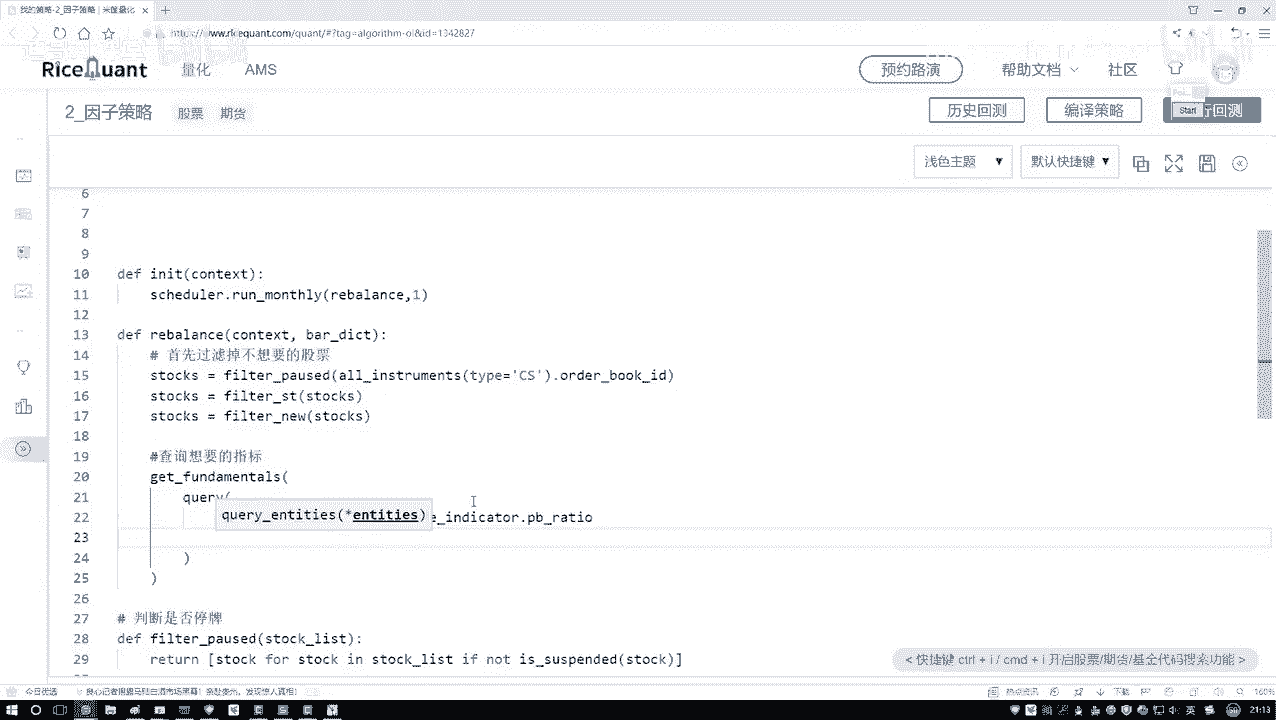 我的策略-2_因子策略 | 米筐量化
https://www.ricequant.com/quant/#?tag=algorithm-ol&id=1342827
RiceQuant 量化 AMS 预约路演 帮助文档 社区
2_因子策略 股票 期货 历史回测 编译策略 行回测
Start
浅色主题 默认快捷键
6
7
8
9
10 def init(context):
11 scheduler.run_monthly(rebalance,1)
12
13 def rebalance(context, bar_dict):
14 # 首先过滤掉不想要的股票
15 stocks = filter_paused(all_instruments(type='CS').order_book_id)
16 stocks = filter_st(stocks)
17 stocks = filter_new(stocks)
18
19 #查询想要的指标
20 get_fundamentals(
21 query(
query_entities(*entities)
22 e_indicator.pb_ratio
23
24 )
25 )
26
27 # 判断是否停牌
28 def filter_paused(stock_list):
29 return [stock for stock in stock_list if not is_suspended(stock)]
< 快捷键 ctrl + i / cmd + i 开启股票/期货/基金代码搜索功能 >
今日优选
100%
英 21:13